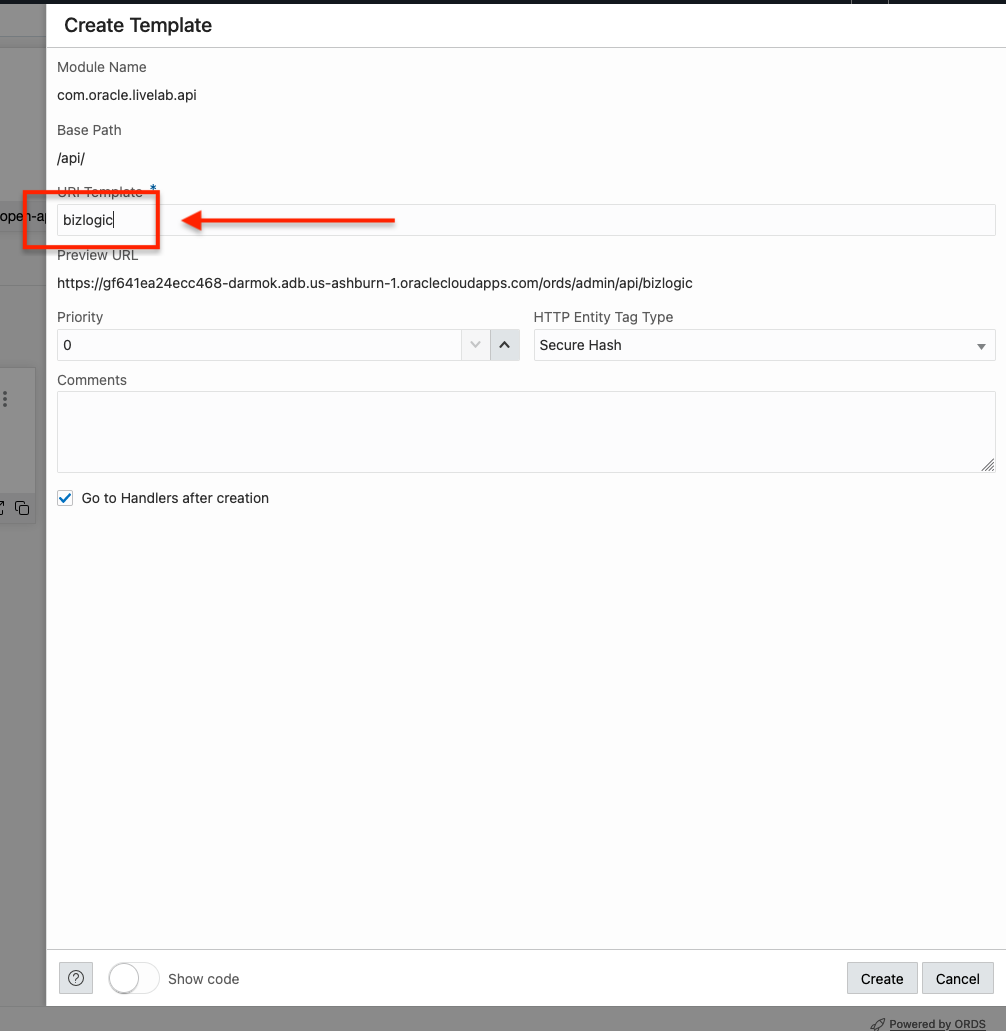 Create Template
Module Name
com.oracle.livelab.api
Base Path
/api/
URI Template *
open-ap
bizlogic
Preview URL
https://gf641ea24ecc468-darmok.adb.us-ashburn-1.oraclecloudapps.com/ords/admin/api/bizlogic
Priority HTTP Entity Tag Type
0 Secure Hash
Comments
Go to Handlers after creation
? Show code Create Cancel
Powered by ORDS